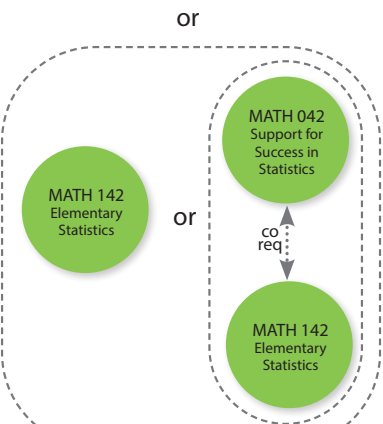 or
MATH 142
Elementary
Statistics
or
MATH 042
Support for
Success in
Statistics
co
req
MATH 142
Elementary
Statistics